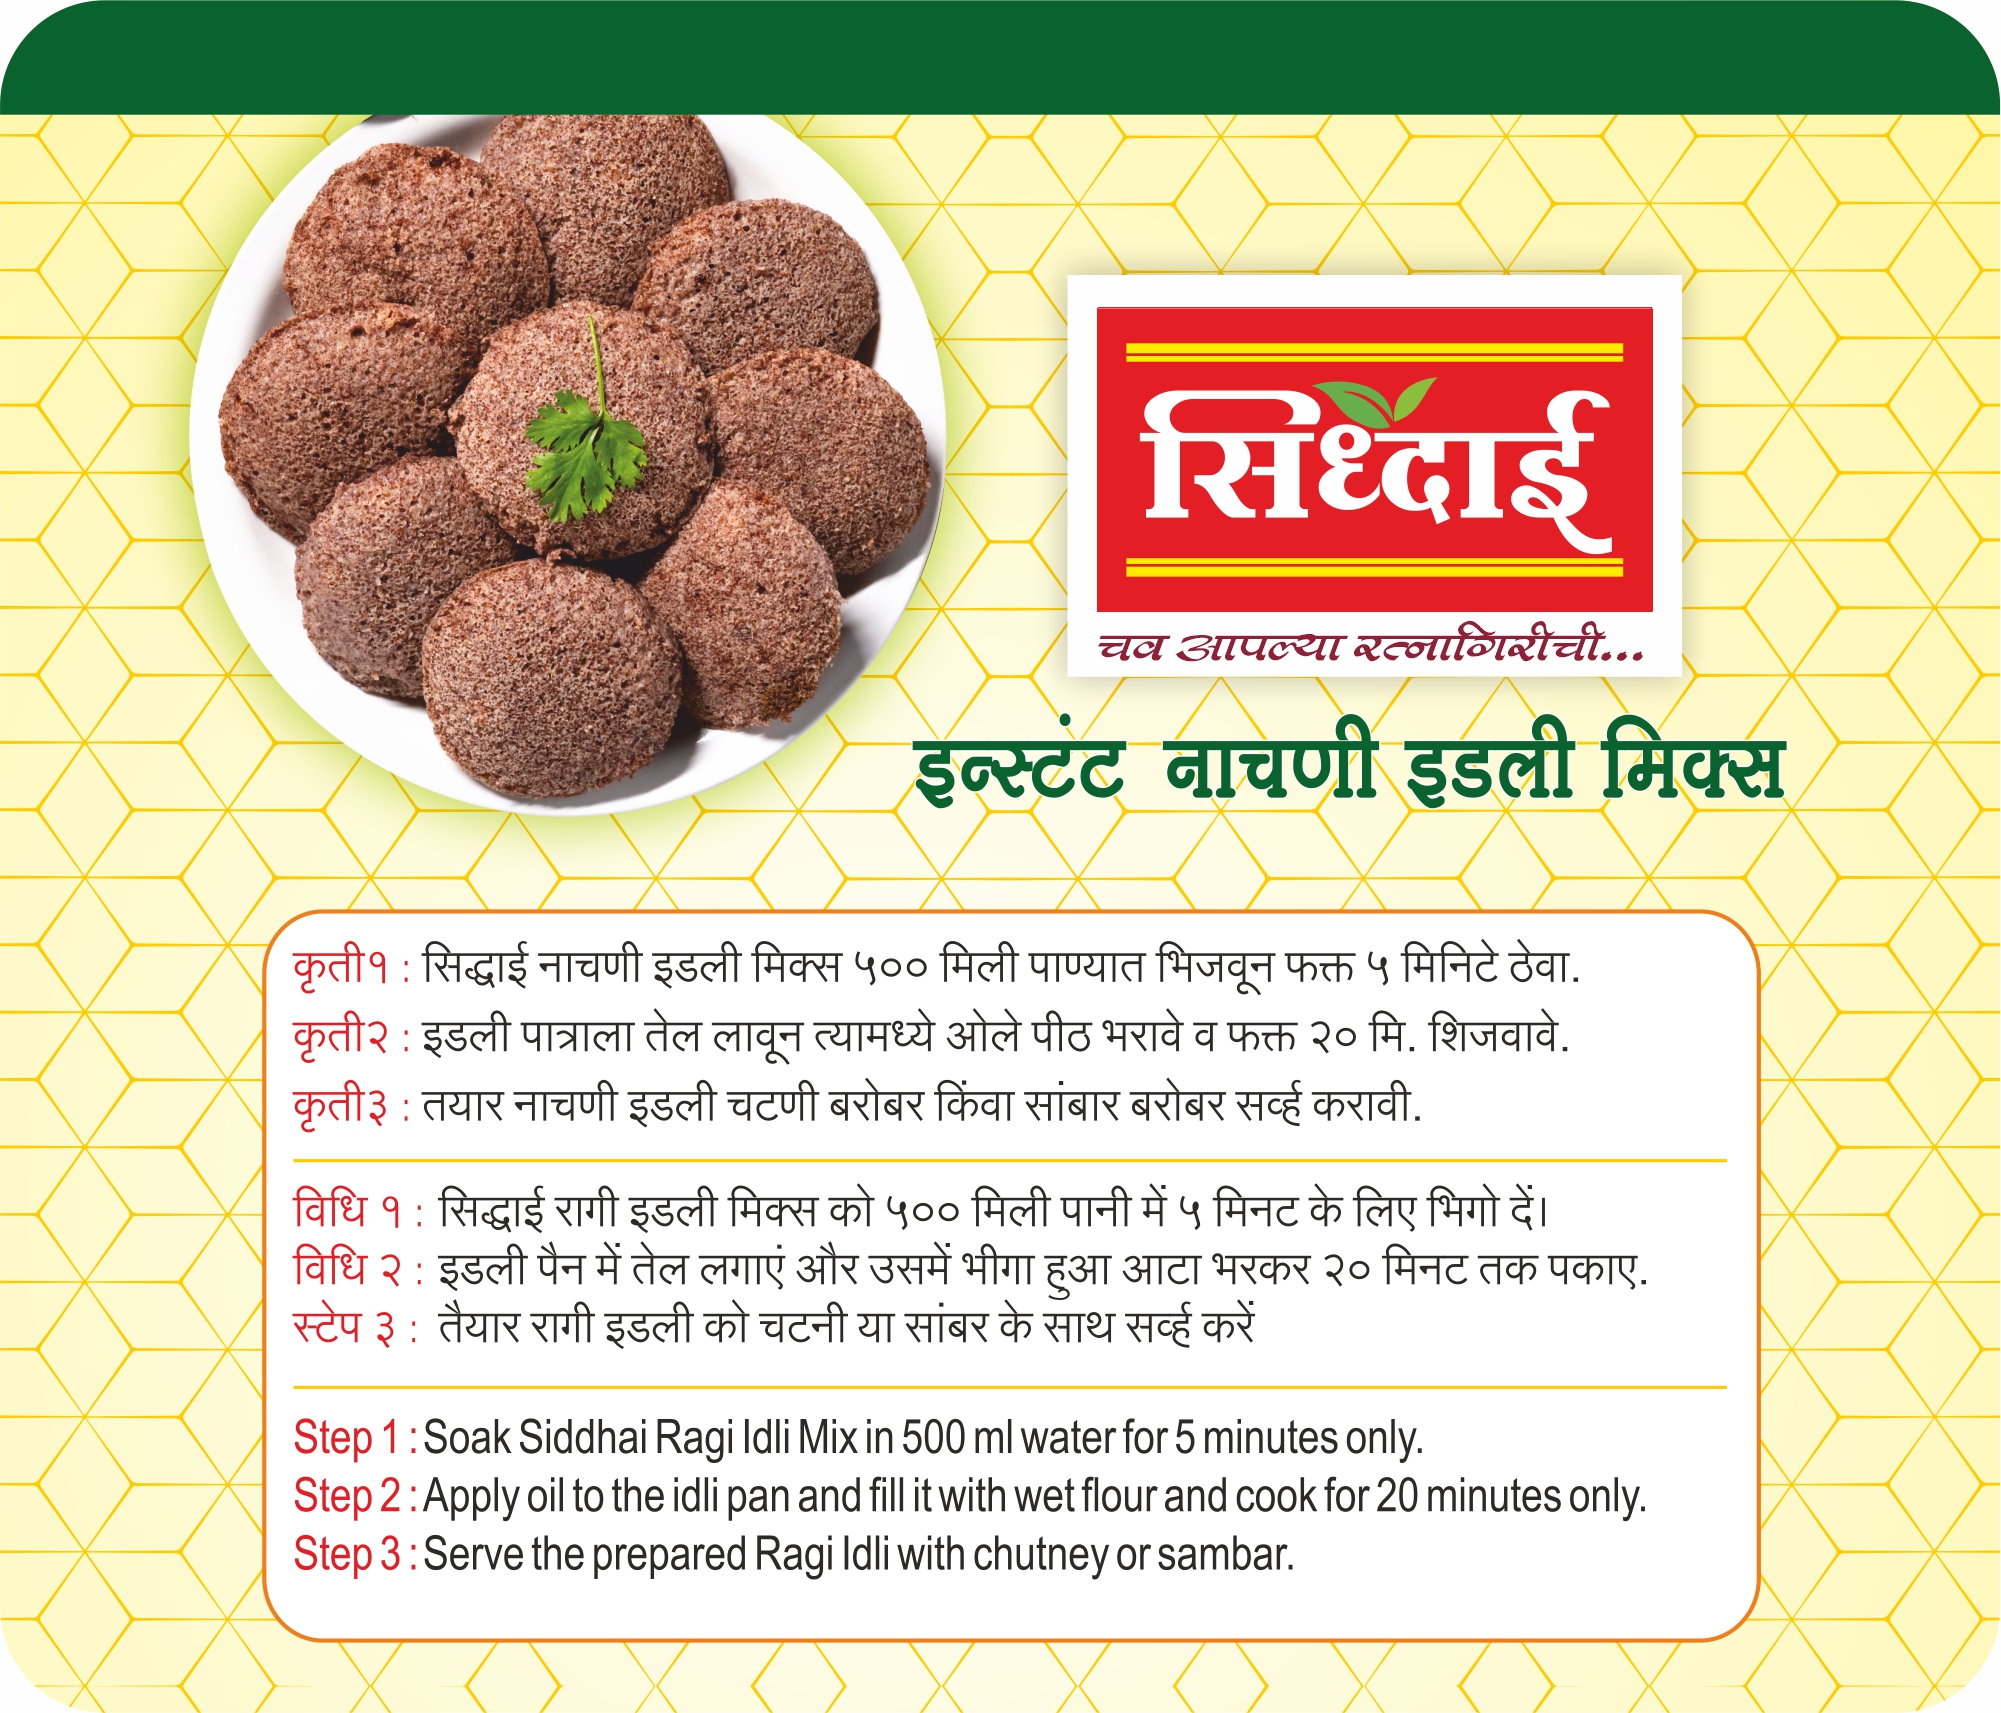 सिध्दाई
चव आपल्या रत्नागिरीची...
इन्स्टंट नाचणी इडली मिक्स
कृती१ : सिद्धाई नाचणी इडली मिक्स ५०० मिली पाण्यात भिजवून फक्त ५ मिनिटे ठेवा.
कृती२ : इडली पात्राला तेल लावून त्यामध्ये ओले पीठ भरावे व फक्त २० मि. शिजवावे.
कृती३ : तयार नाचणी इडली चटणी बरोबर किंवा सांबार बरोबर सर्व्ह करावी.
विधि १ : सिद्धाई रागी इडली मिक्स को ५०० मिली पानी में ५ मिनट के लिए भिगो दें।
विधि २ : इडली पैन में तेल लगाएं और उसमें भीगा हुआ आटा भरकर २० मिनट तक पकाए.
स्टेप ३ : तैयार रागी इडली को चटनी या सांबर के साथ सर्व्ह करें
Step 1 : Soak Siddhai Ragi Idli Mix in 500 ml water for 5 minutes only.
Step 2 : Apply oil to the idli pan and fill it with wet flour and cook for 20 minutes only.
Step 3 : Serve the prepared Ragi Idli with chutney or sambar.